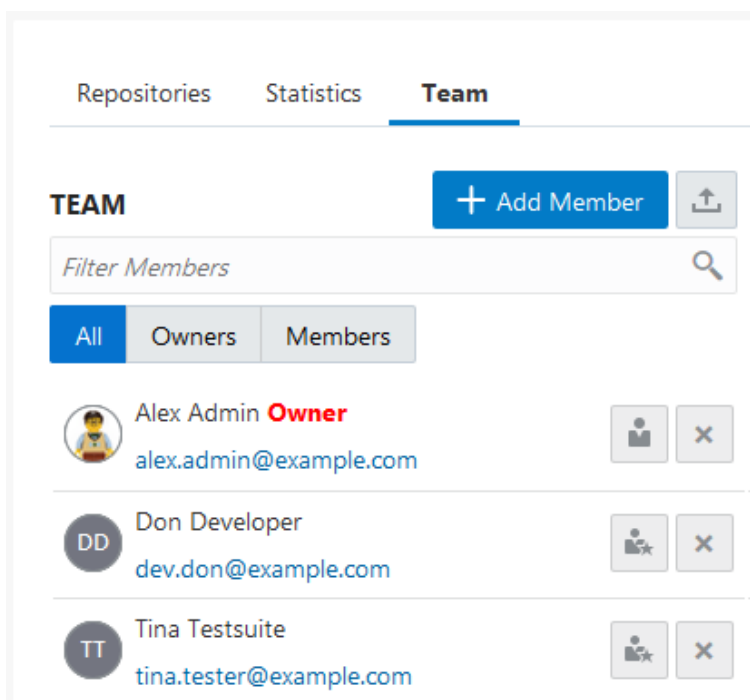 Repositories Statistics Team
TEAM
+ Add Member
Filter Members
All Owners Members
Alex Admin Owner
alex.admin@example.com
DD
Don Developer
dev.don@example.com
TT
Tina Testsuite
tina.tester@example.com